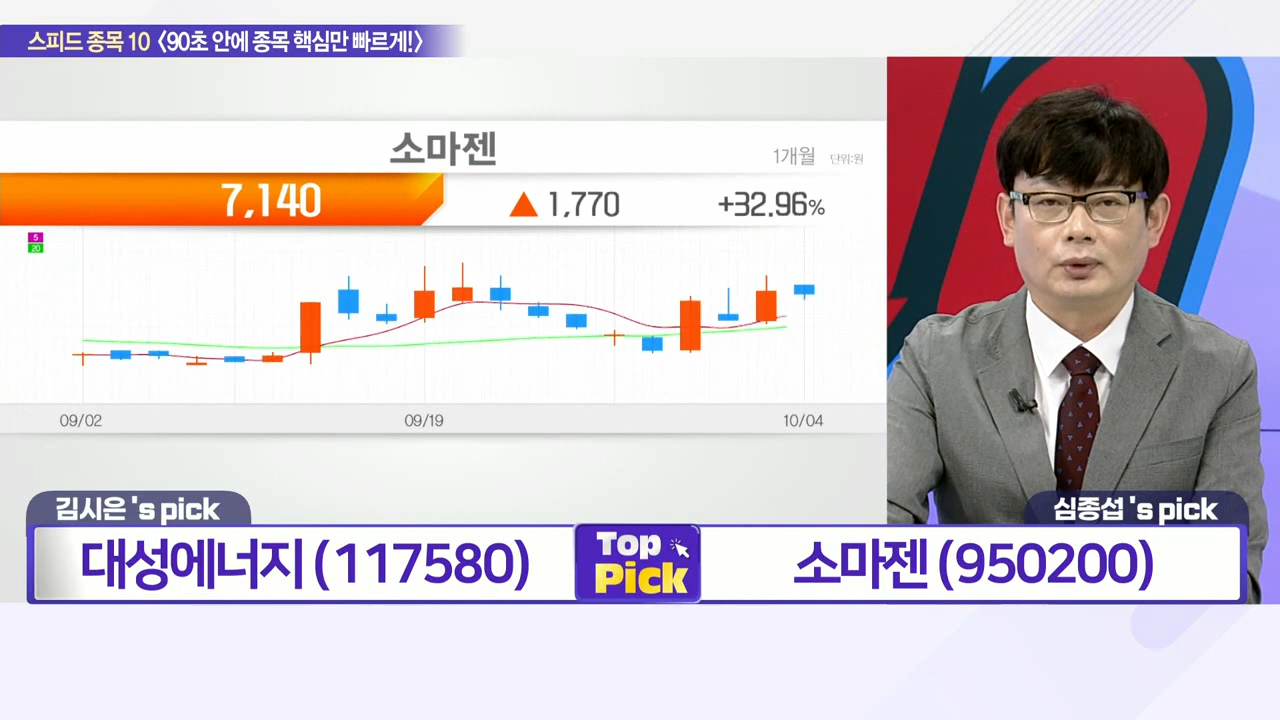 스피드 종목 10 〈90초 안에 종목 핵심만 빠르게!〉
소마젠
1개월 단위:원
7,140 ▲ 1,770 +32.96%
5
20
09/02 09/19 10/04
김시은 's pick
심종섭 's pick
대성에너지 (117580)
Top
Pick
소마젠 (950200)